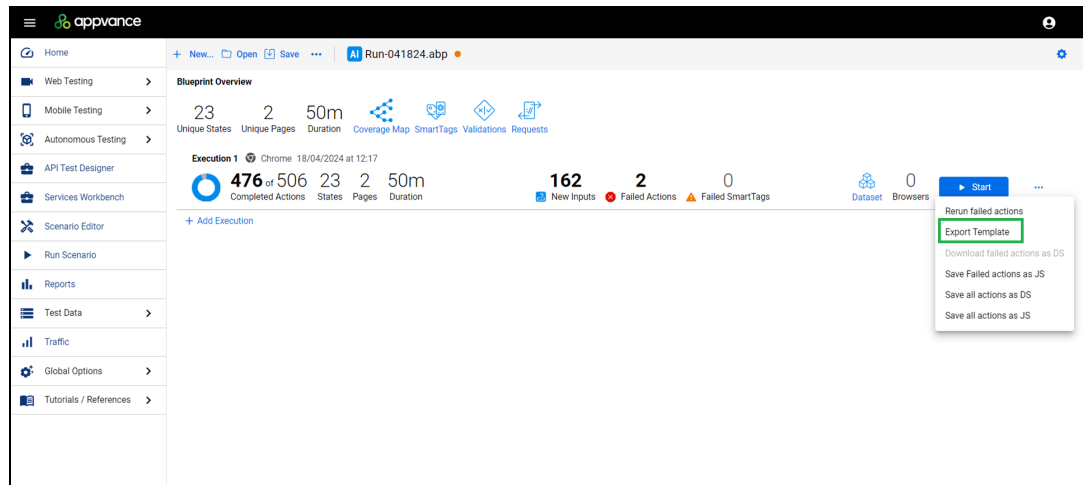 appvance
Home
Web Testing
Mobile Testing
Autonomous Testing
API Test Designer
Services Workbench
Scenario Editor
Run Scenario
Reports
Test Data
Traffic
Global Options
Tutorials / References
+ New... Open Save ... AI Run-041824.abp
Blueprint Overview
23 2 50m
Unique States Unique Pages Duration Coverage Map SmartTags Validations Requests
Execution 1 Chrome 18/04/2024 at 12:17
476 of 506 23 2 50m 162 2 0 0 Start ...
Completed Actions States Pages Duration New Inputs Failed Actions Failed SmartTags Dataset Browsers
+ Add Execution
Rerun failed actions
Export Template
Download failed actions as DS
Save Failed actions as JS
Save all actions as DS
Save all actions as JS